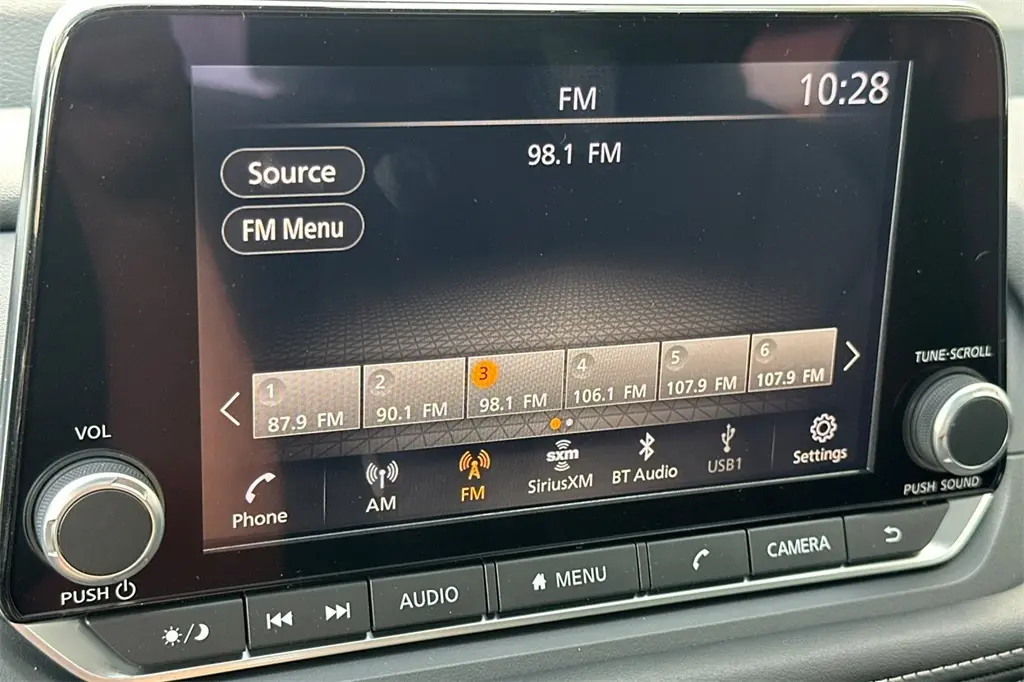 FM
10:28
98.1 FM
Source
FM Menu
1
87.9 FM
2
90.1 FM
3
98.1 FM
4
106.1 FM
5
107.9 FM
6
107.9 FM
Phone
AM
FM
sxm
SiriusXM
BT Audio
USB1
Settings
VOL
PUSH
TUNE·SCROLL
PUSH SOUND
AUDIO
MENU
CAMERA